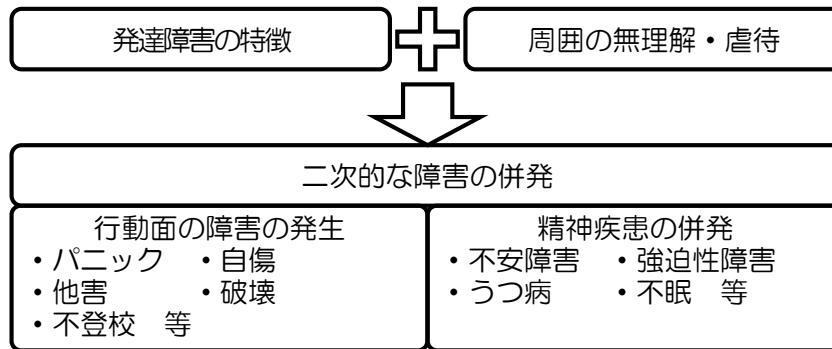 発達障害の特徴
周囲の無理解・虐待
二次的な障害の併発
行動面の障害の発生
・パニック　・自傷
・他害　　　・破壊
・不登校　等
精神疾患の併発
・不安障害　・強迫性障害
・うつ病　　・不眠　等